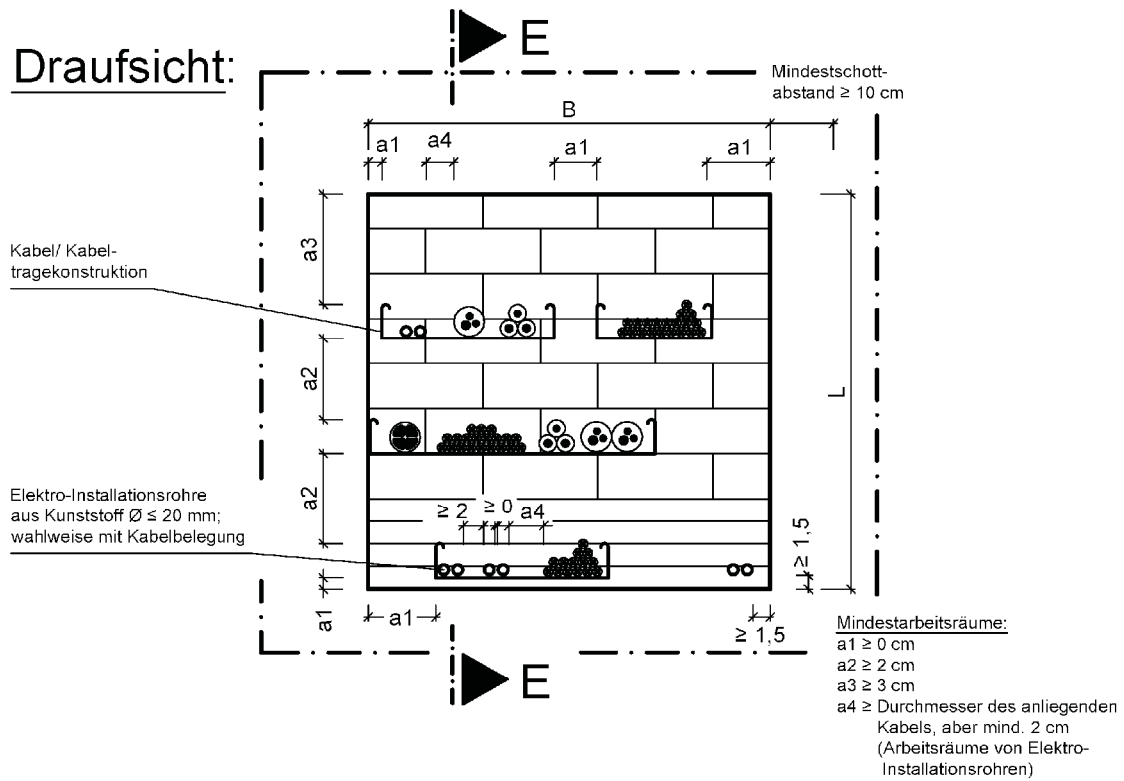 E
Draufsicht:
Mindestschott-
abstand ≥ 10 cm
B
a1
a4
a1
a1
a3
Kabel/ Kabel-
tragekonstruktion
a2
L
a2
Elektro-Installationsrohre
aus Kunststoff Ø ≤ 20 mm;
wahlweise mit Kabelbelegung
≥ 2
≥ 0
a4
≥ 1,5
a1
a1
≥ 1,5
E
Mindestarbeitsräume:
a1 ≥ 0 cm
a2 ≥ 2 cm
a3 ≥ 3 cm
a4 ≥ Durchmesser des anliegenden
Kabels, aber mind. 2 cm
(Arbeitsräume von Elektro-
Installationsrohren)